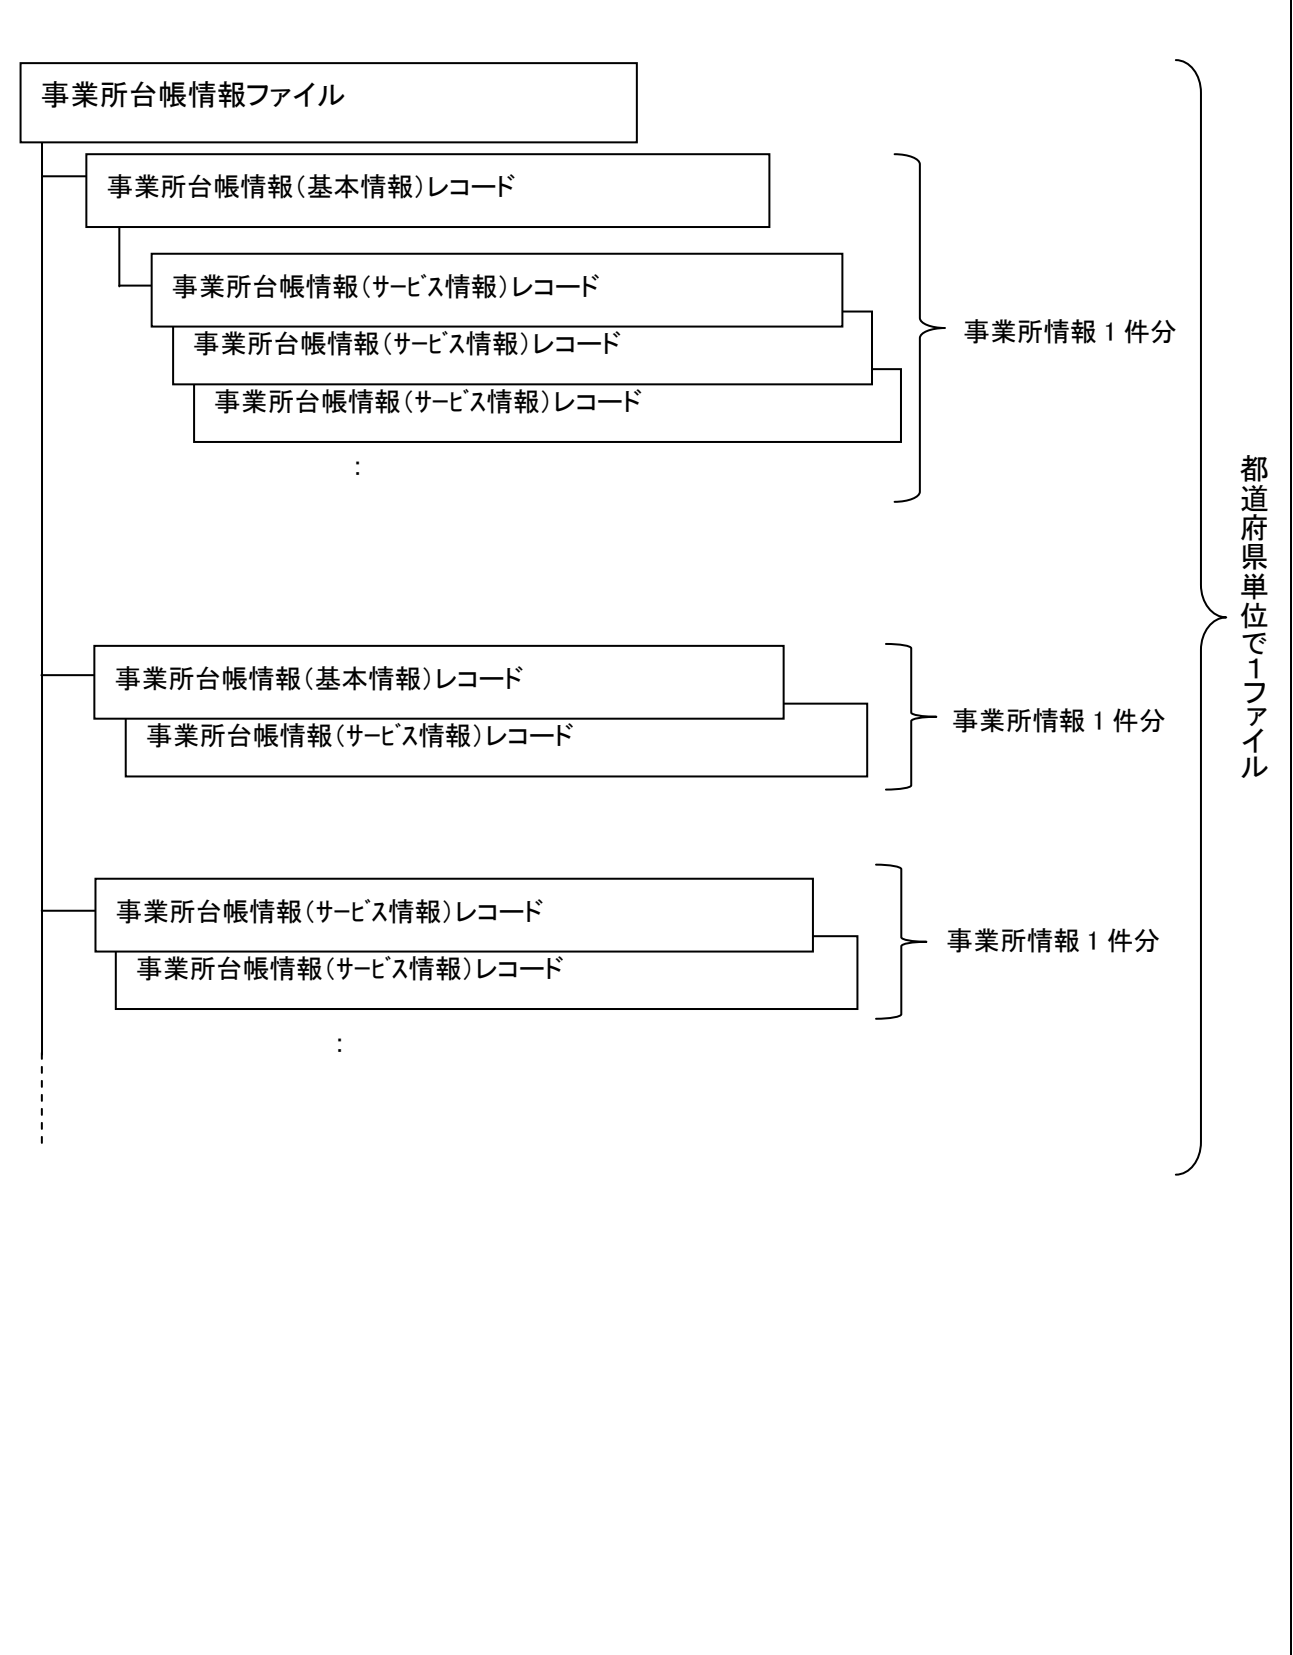 事業所台帳情報ファイル
事業所台帳情報（基本情報）レコード
事業所台帳情報（ｻｰﾋﾞｽ情報）レコード
事業所台帳情報（ｻｰﾋﾞｽ情報）レコード
事業所台帳情報（ｻｰﾋﾞｽ情報）レコード
：
事業所情報 1 件分
事業所台帳情報（基本情報）レコード
事業所台帳情報（ｻｰﾋﾞｽ情報）レコード
事業所情報 1 件分
事業所台帳情報（ｻｰﾋﾞｽ情報）レコード
事業所台帳情報（ｻｰﾋﾞｽ情報）レコード
：
事業所情報 1 件分
都道府県単位で１ファイル